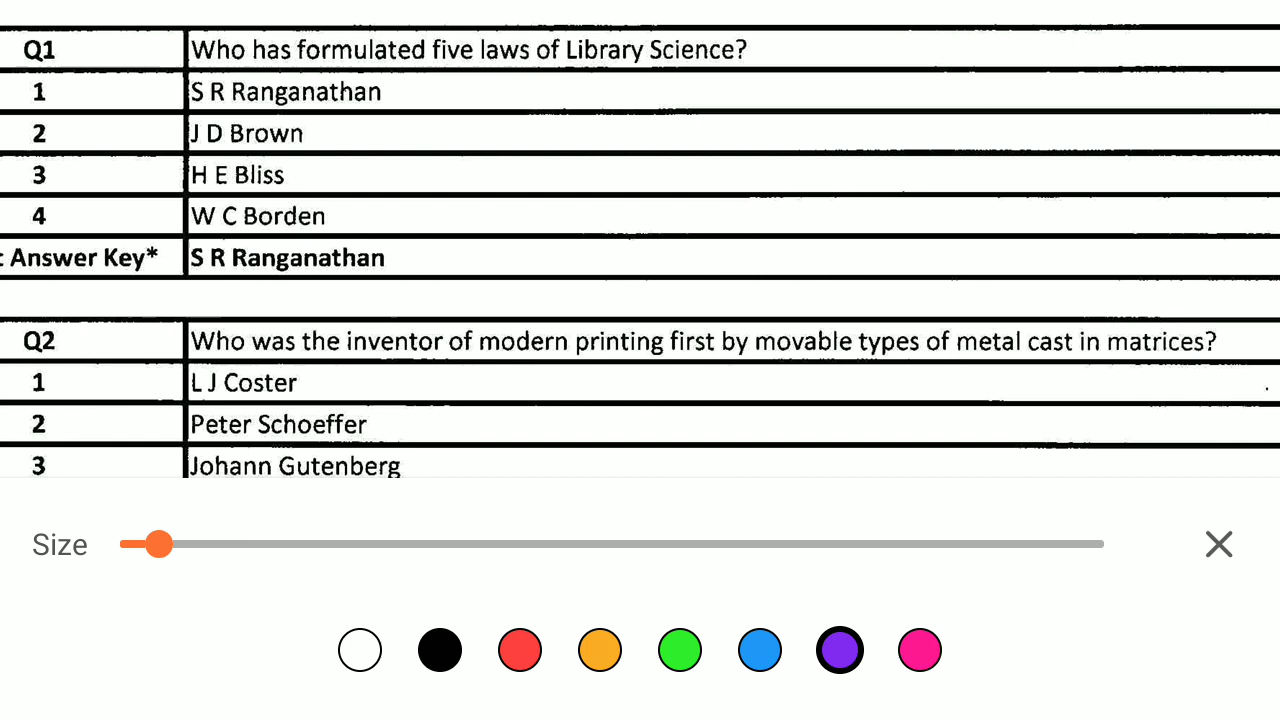 Q1 Who has formulated five laws of Library Science?
1 S R Ranganathan
2 J D Brown
3 H E Bliss
4 W C Borden
: Answer Key* S R Ranganathan
Q2 Who was the inventor of modern printing first by movable types of metal cast in matrices?
1 L J Coster
2 Peter Schoeffer
3 Johann Gutenberg
Size